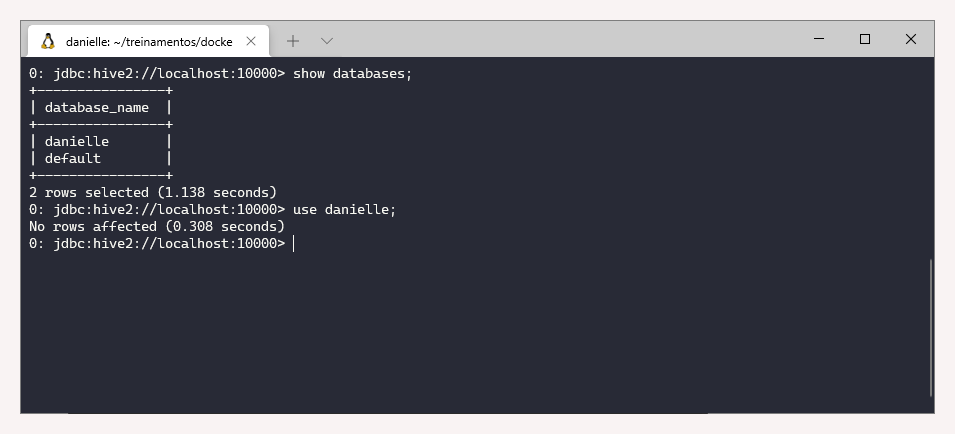 danielle: ~/treinamentos/docke
0: jdbc:hive2://localhost:10000> show databases;
+----------------+
| database_name  |
+----------------+
| danielle       |
| default        |
+----------------+
2 rows selected (1.138 seconds)
0: jdbc:hive2://localhost:10000> use danielle;
No rows affected (0.308 seconds)
0: jdbc:hive2://localhost:10000>